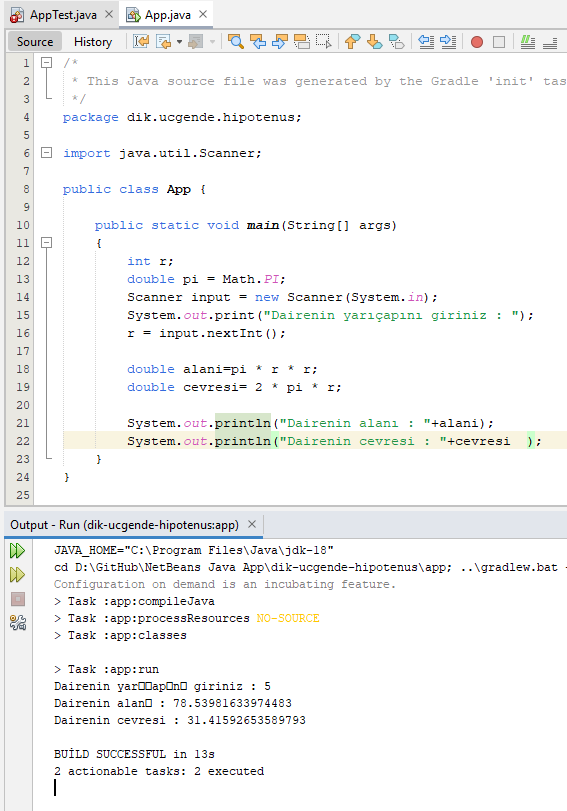 AppTest.java × App.java ×
Source History
1 /*
2 * This Java source file was generated by the Gradle 'init' tas
3 */
4 package dik.ucgende.hipotenus;
5
6 import java.util.Scanner;
7
8 public class App {
9
10 public static void main(String[] args)
11 {
12 int r;
13 double pi = Math.PI;
14 Scanner input = new Scanner(System.in);
15 System.out.print("Dairenin yarıçapını giriniz : ");
16 r = input.nextInt();
17
18 double alani=pi * r * r;
19 double cevresi= 2 * pi * r;
20
21 System.out.println("Dairenin alanı : "+alani);
22 System.out.println("Dairenin cevresi : "+cevresi );
23 }
24 }
25
Output - Run (dik-ucgende-hipotenus:app) ×
JAVA_HOME="C:\Program Files\Java\jdk-18"
cd D:\GitHub\NetBeans Java App\dik-ucgende-hipotenus\app; ..\gradlew.bat -
Configuration on demand is an incubating feature.
> Task :app:compileJava
> Task :app:processResources NO-SOURCE
> Task :app:classes
> Task :app:run
Dairenin yar□□ap□n□ giriniz : 5
Dairenin alan□ : 78.53981633974483
Dairenin cevresi : 31.41592653589793
BUİLD SUCCESSFUL in 13s
2 actionable tasks: 2 executed